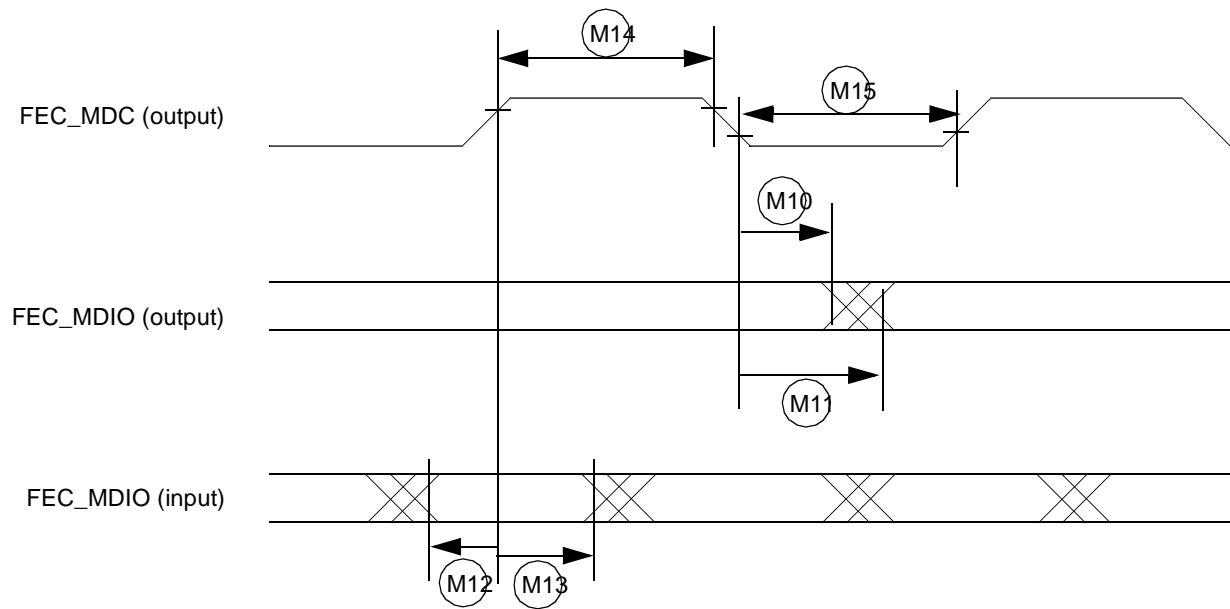 M14
FEC_MDC (output)
M15
M10
FEC_MDIO (output)
M11
FEC_MDIO (input)
M12
M13